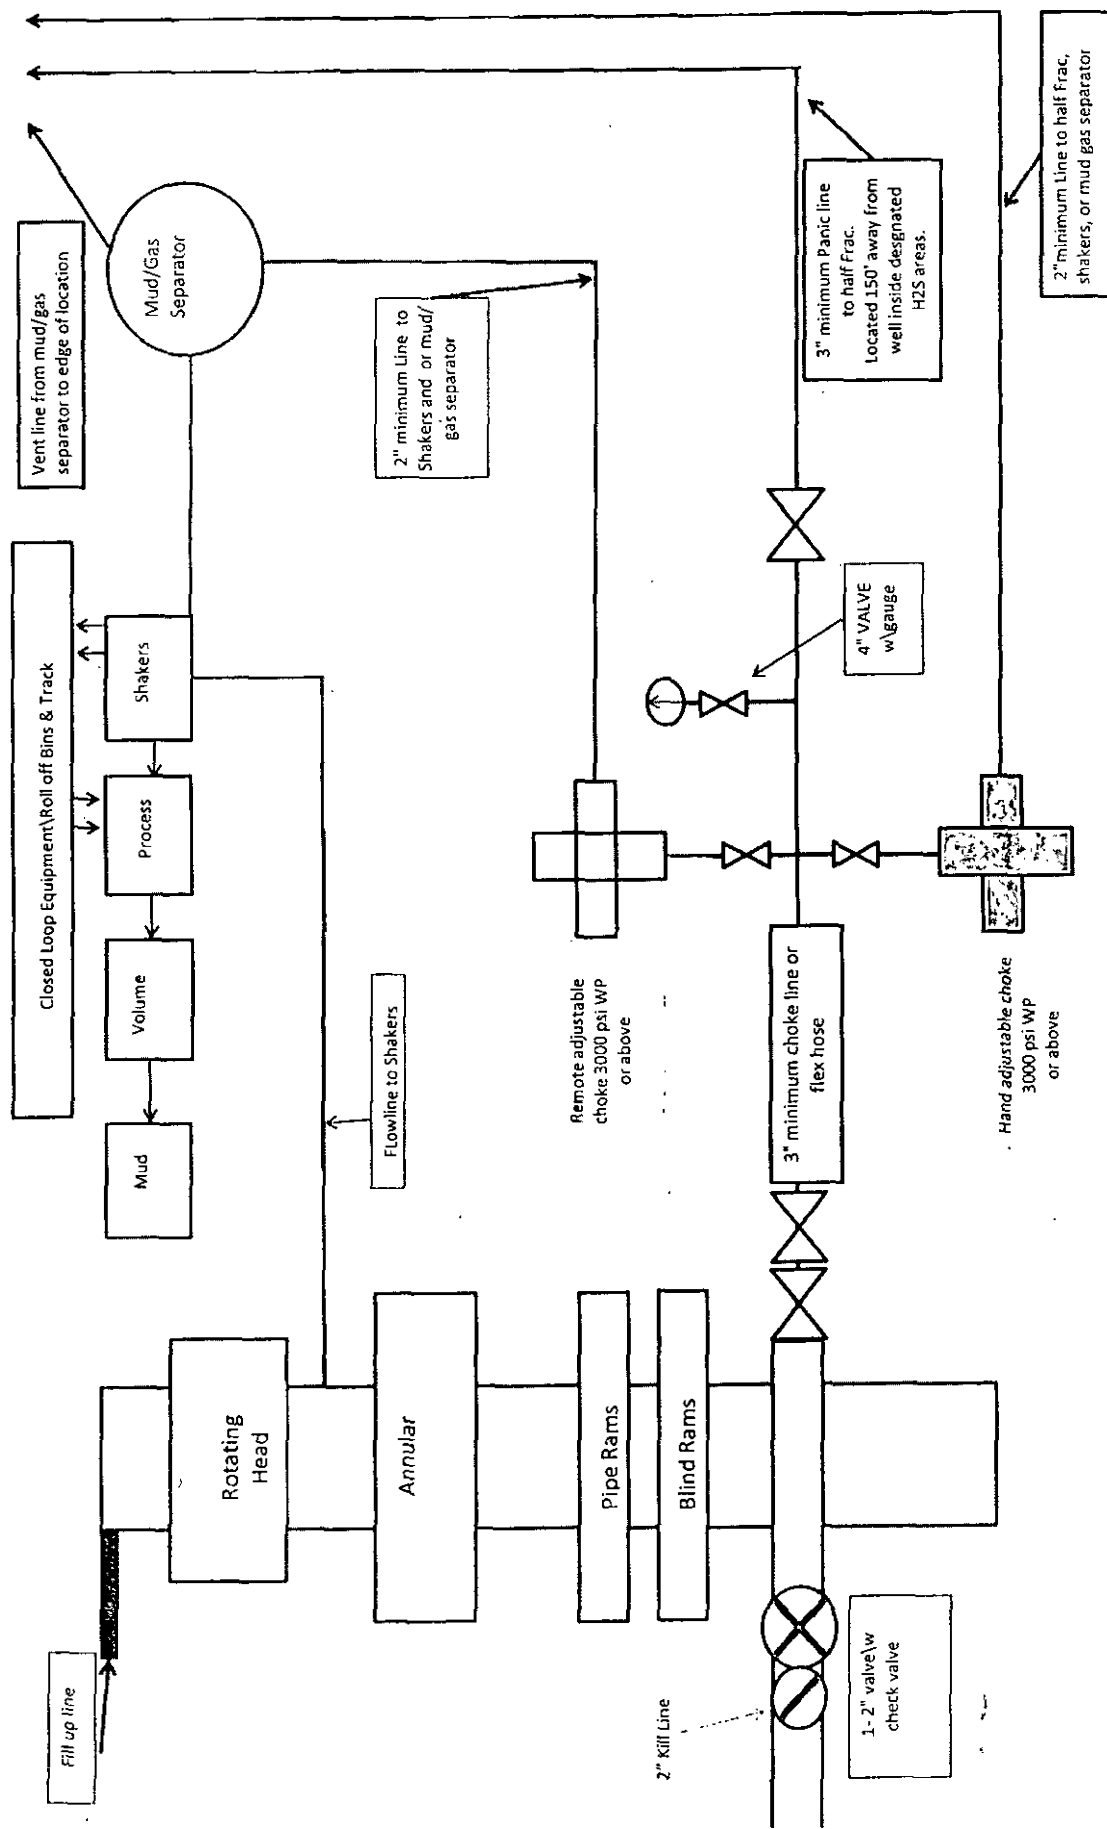 Fill up line
Rotating
Head
Annular
Pipe Rams
Blind Rams
2" Kill Line
1- 2" valve\w
check valve
Closed Loop Equipment\Roll off Bins & Track
Mud
Volume
Process
Shakers
FLowline to Shakers
Vent line from mud/gas
separator to edge of location
Mud/Gas
Separator
2" minimum Line to
Shakers and or mud/
gas separator
Remote adjustable
choke 3000 psi WP
or above
3" minimum choke line or
flex hose
4" VALVE
w\gauge
3" minimum Panic line
to half Frac.
Located 150' away from
well inside desgnated
H2S areas.
Hand adjustable choke
3000 psi WP
or above
2"minimum Line to half Frac,
shakers, or mud gas separator